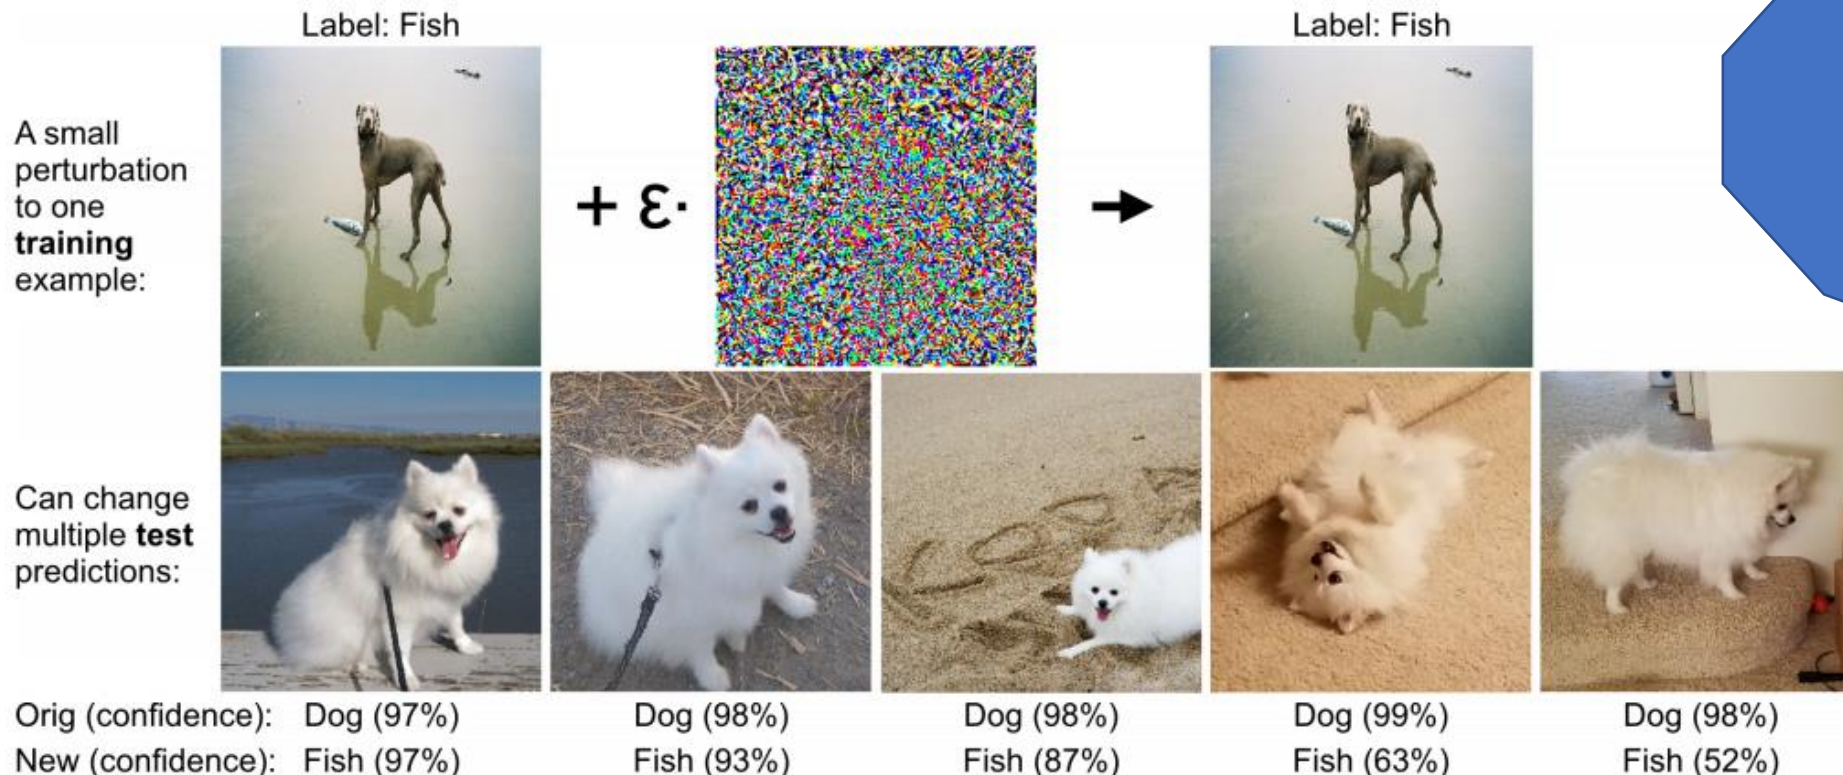 Label: Fish
Label: Fish
A small
perturbation
to one
training
example:
+ ε·
Can change
multiple test
predictions:
Orig (confidence): Dog (97%) Dog (98%) Dog (98%) Dog (99%) Dog (98%)
New (confidence): Fish (97%) Fish (93%) Fish (87%) Fish (63%) Fish (52%)